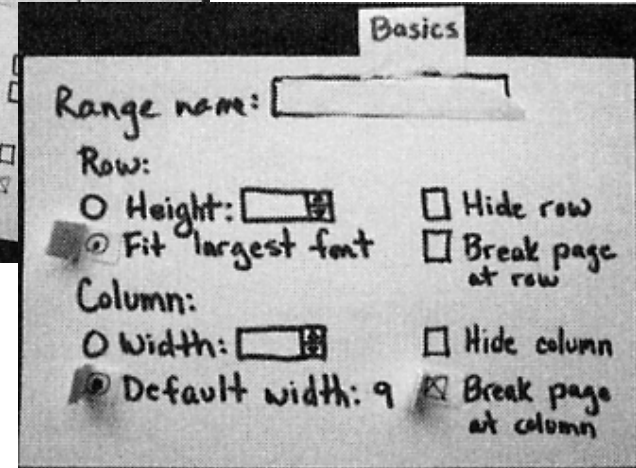 Basics
Range name:
Row:
Height:
Hide row
Fit largest font
Break page
at row
Column:
Width:
Hide column
Default width: 9
Break page
at column